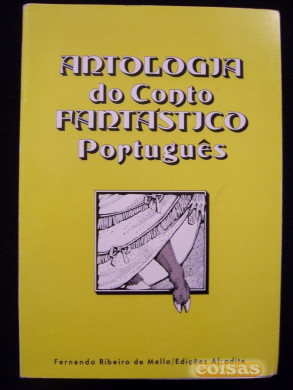 ANTOLOGIA
do Conto
FANTÁSTICO
Português
Fernando Ribeiro de Mello/Edições Afrodite
coisas